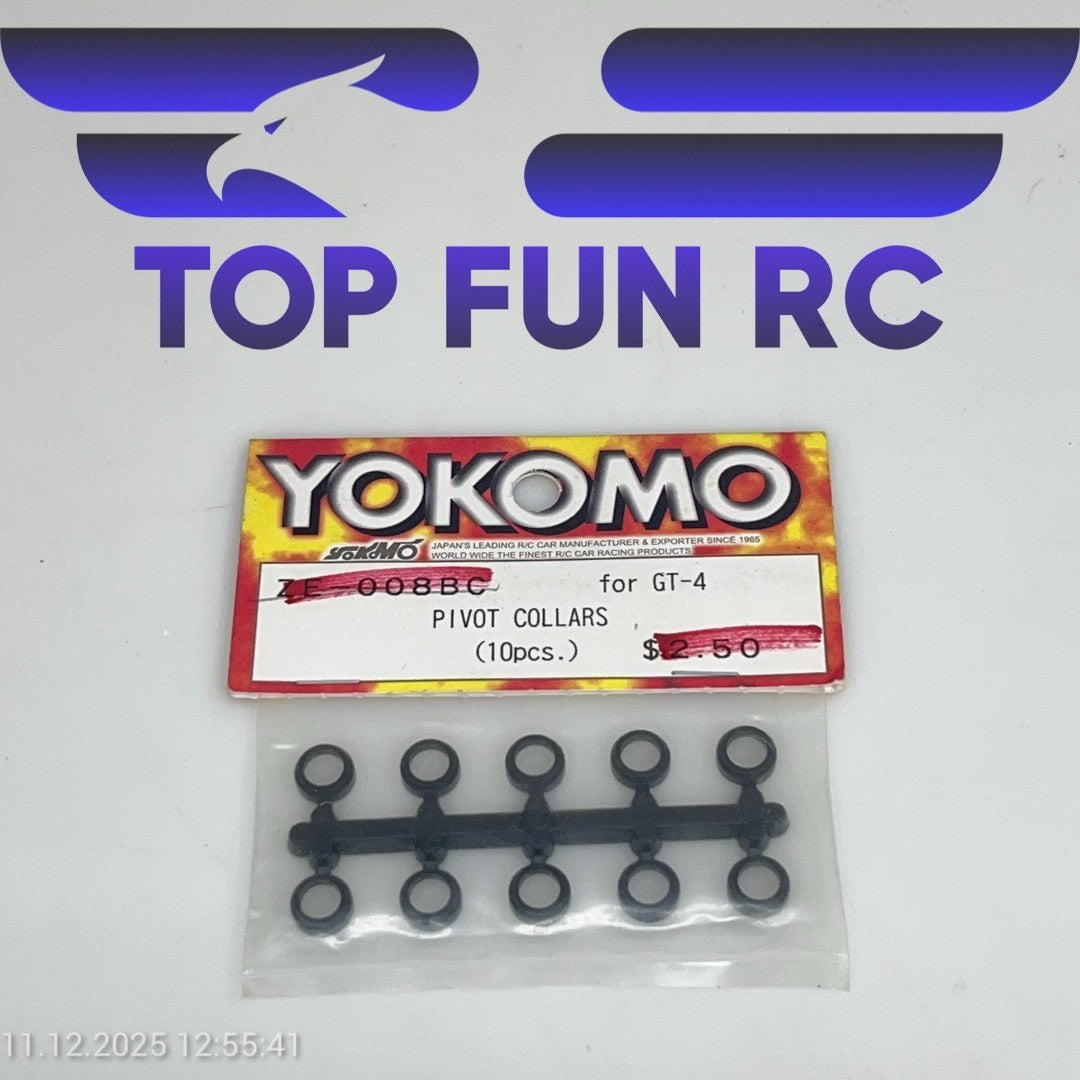 TOP FUN RC
YOKOMO
YOKOMO JAPAN'S LEADING R/C CAR MANUFACTURER & EXPORTER SINCE 1965
WORLD WIDE THE FINEST R/C CAR RACING PRODUCTS
ZE-008BC for GT-4
PIVOT COLLARS
(10pcs.) $2.50
11.12.2025 12:55:41